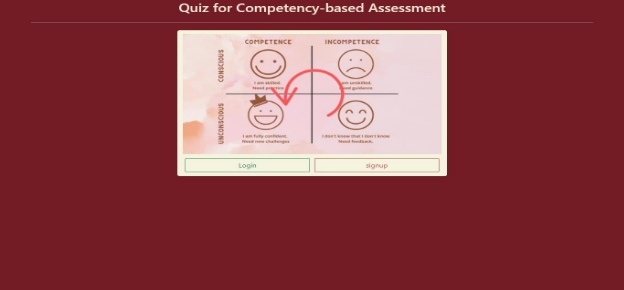 Quiz for Competency-based Assessment
COMPETENCE
INCOMPETENCE
CONSCIOUS
I am skilled.
Need practice
I am unskilled.
Need guidance
UNCONSCIOUS
I am fully confident.
Need new challenges
I don't know that I don't know
Need feedback.
Login
signup